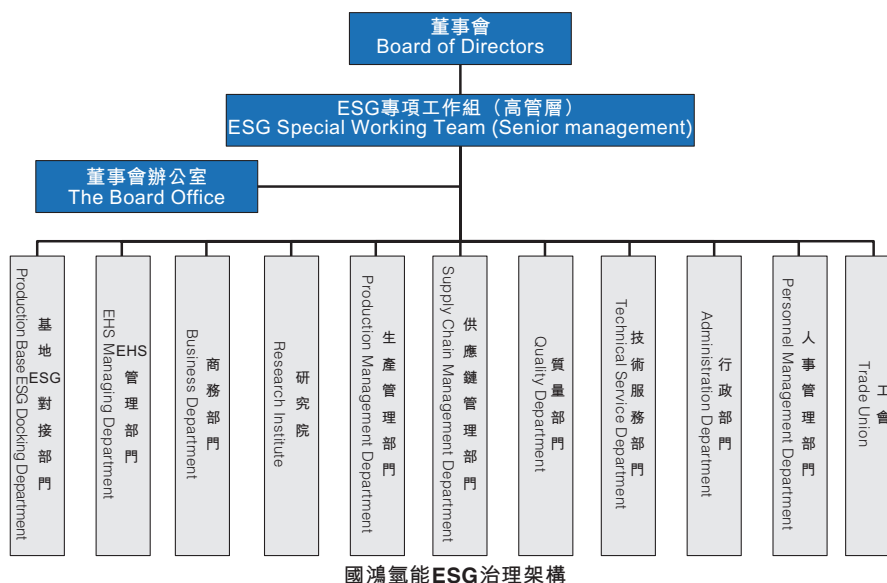 董事會
Board of Directors
ESG專項工作組（高管層）
ESG Special Working Team (Senior management)
董事會辦公室
The Board Office
基地ESG對接部門
Production Base ESG Docking Department
EHS管理部門
EHS Managing Department
商務部門
Business Department
研究院
Research Institute
生產管理部門
Production Management Department
供應鏈管理部門
Supply Chain Management Department
質量部門
Quality Department
技術服務部門
Technical Service Department
行政部門
Administration Department
人事管理部門
Personnel Management Department
工會
Trade Union
國鴻氫能ESG治理架構